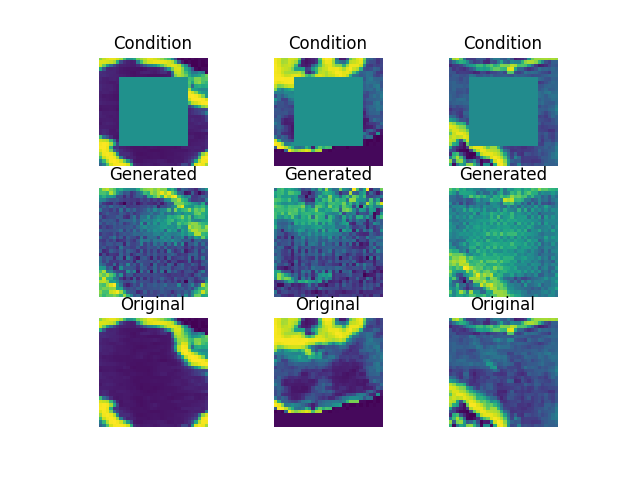 Condition Condition Condition
Generated Generated Generated
Original Original Original